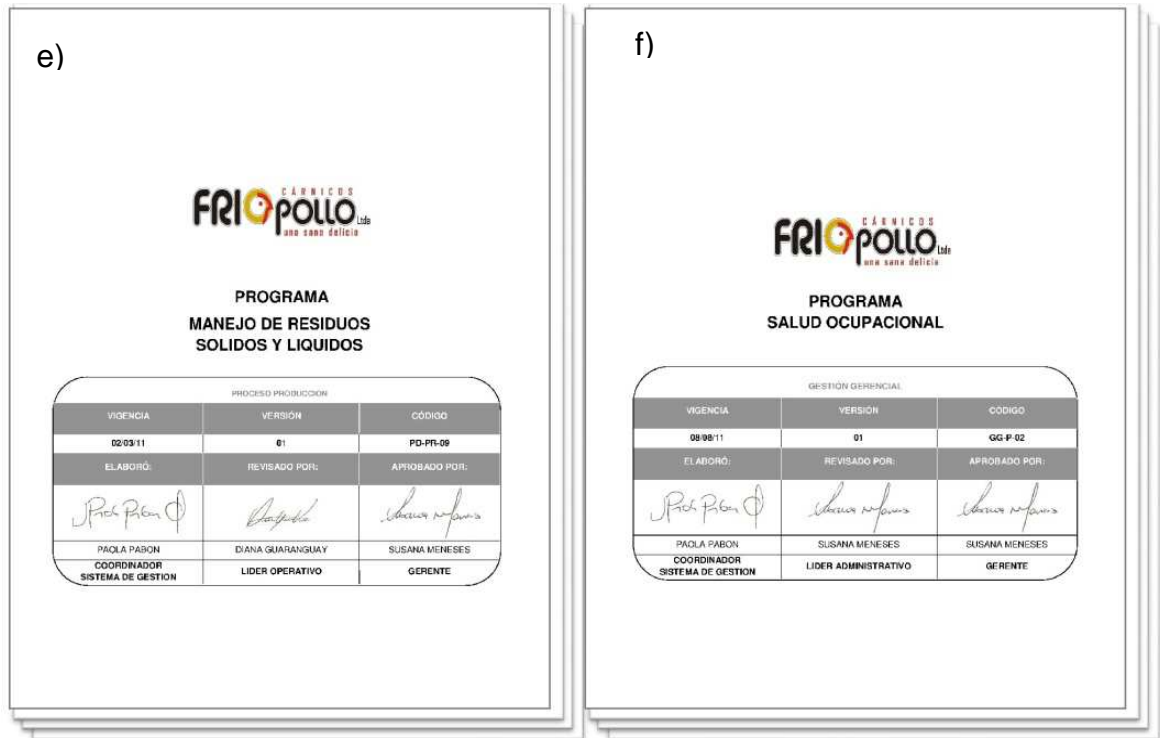 e)
CÁRNICOS
FRIOPOLLO Ltda
una sana delicia
PROGRAMA
MANEJO DE RESIDUOS
SOLIDOS Y LIQUIDOS
PROCESO PRODUCCION
VIGENCIA VERSIÓN CÓDIGO
02/03/11 01 PD-PR-09
ELABORÓ: REVISADO POR: APROBADO POR:
PAOLA PABON DIANA GUARANGUAY SUSANA MENESES
COORDINADOR
SISTEMA DE GESTION LIDER OPERATIVO GERENTE
f)
CÁRNICOS
FRIOPOLLO Ltda
una sana delicia
PROGRAMA
SALUD OCUPACIONAL
GESTIÓN GERENCIAL
VIGENCIA VERSIÓN CODIGO
08/08/11 01 GG-P-02
ELABORÓ: REVISADO POR: APROBADO POR:
PAOLA PABON SUSANA MENESES SUSANA MENESES
COORDINADOR
SISTEMA DE GESTION LIDER ADMINISTRATIVO GERENTE